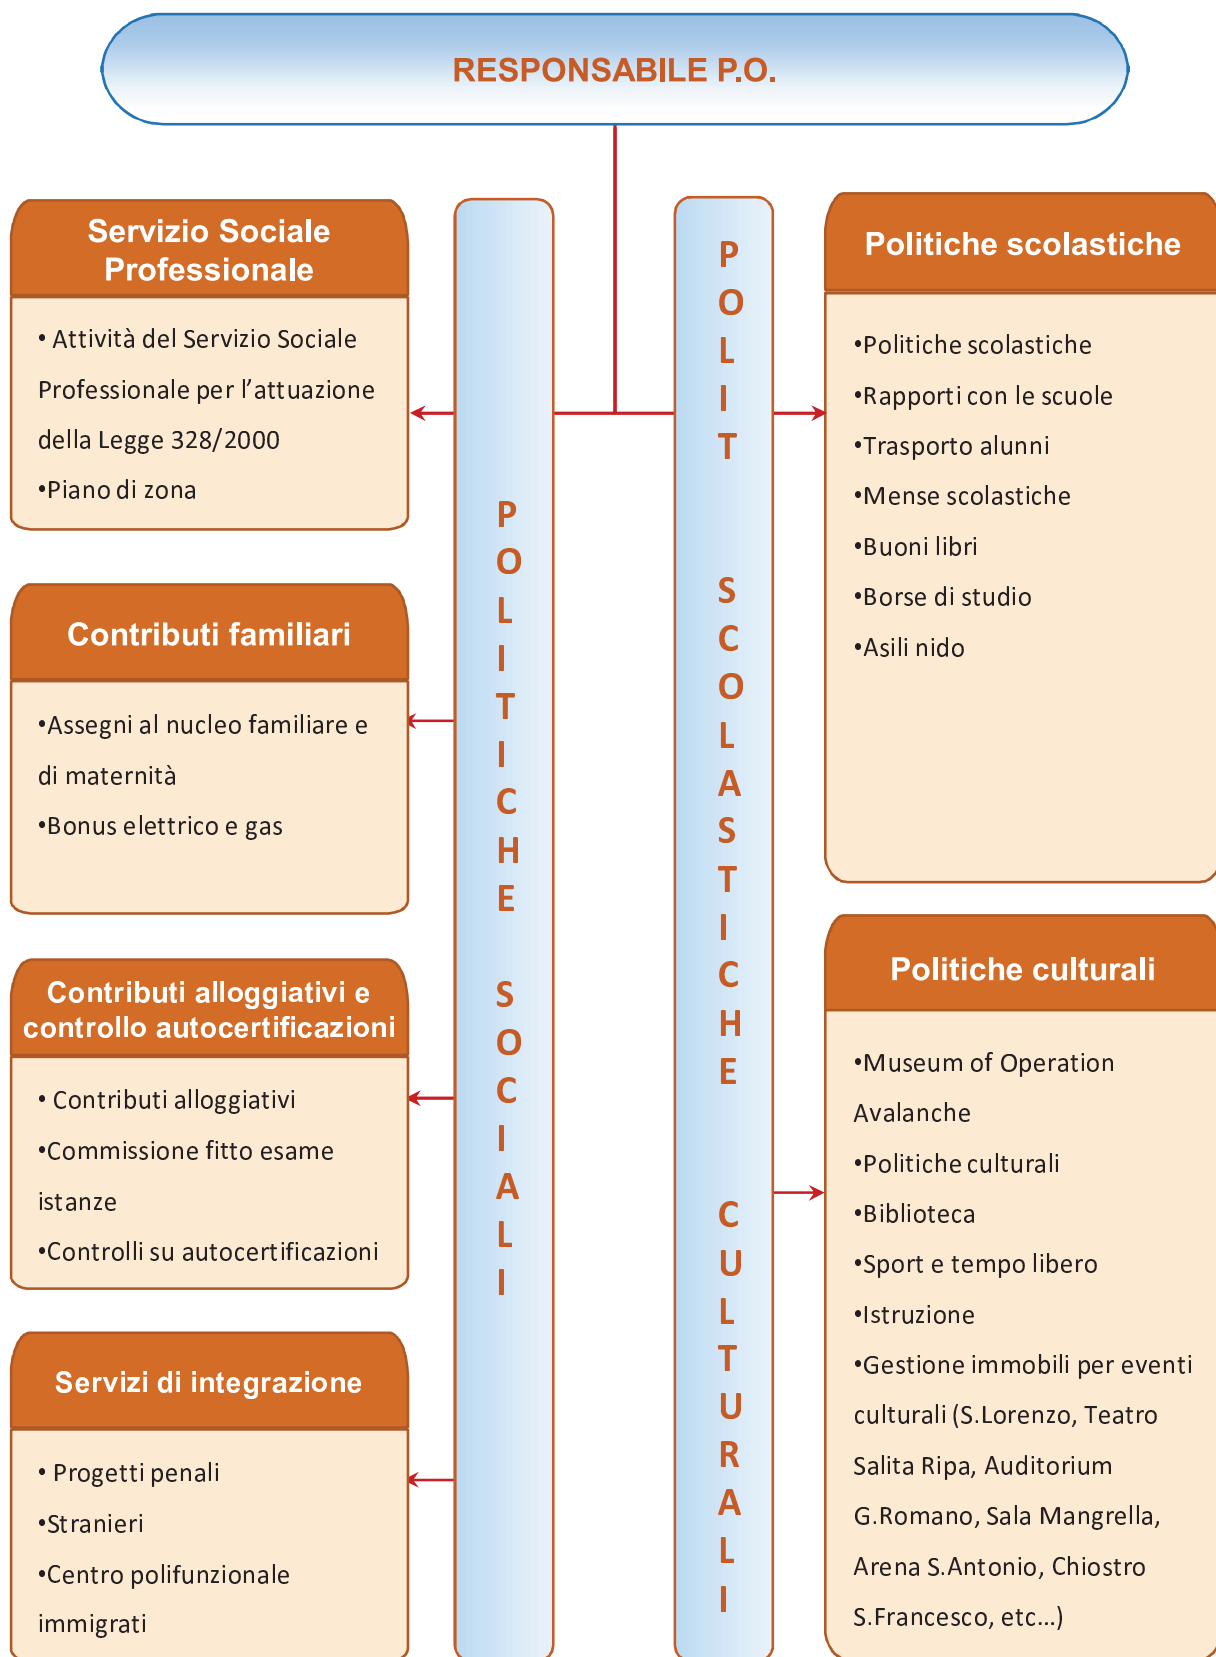 RESPONSABILE P.O.
Servizio Sociale
Professionale
• Attività del Servizio Sociale
Professionale per l'attuazione
della Legge 328/2000
•Piano di zona
Contributi familiari
•Assegni al nucleo familiare e
di maternità
•Bonus elettrico e gas
Contributi alloggiativi e
controllo autocertificazioni
• Contributi alloggiativi
•Commissione fitto esame
istanze
•Controlli su autocertificazioni
Servizi di integrazione
• Progetti penali
•Stranieri
•Centro polifunzionale
immigrati
POLITICHE SOCIALI
POLIT SCOLASTICHE CULTURALI
Politiche scolastiche
•Politiche scolastiche
•Rapporti con le scuole
•Trasporto alunni
•Mense scolastiche
•Buoni libri
•Borse di studio
•Asili nido
Politiche culturali
•Museum of Operation
Avalanche
•Politiche culturali
•Biblioteca
•Sport e tempo libero
•Istruzione
•Gestione immobili per eventi
culturali (S.Lorenzo, Teatro
Salita Ripa, Auditorium
G.Romano, Sala Mangrella,
Arena S.Antonio, Chiostro
S.Francesco, etc...)